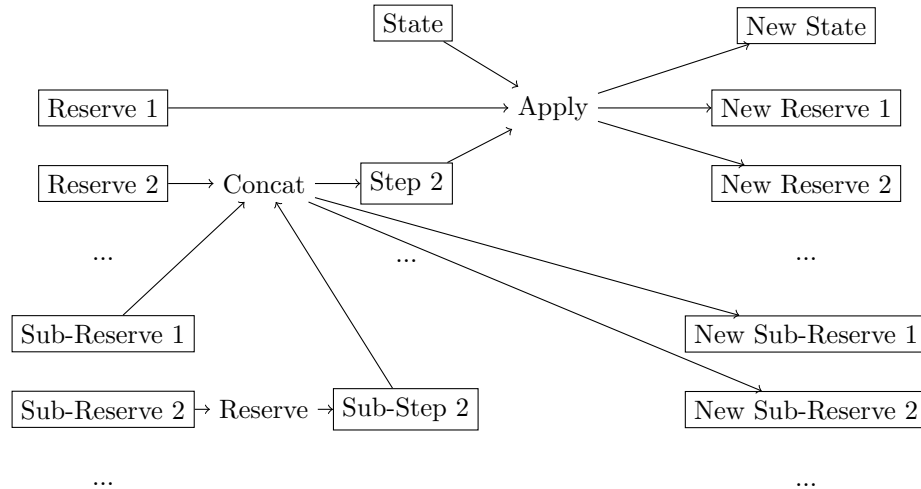 State
New State
Reserve 1
Apply
New Reserve 1
Reserve 2
Concat
Step 2
New Reserve 2
...
...
...
Sub-Reserve 1
New Sub-Reserve 1
Sub-Reserve 2
Reserve
Sub-Step 2
New Sub-Reserve 2
...
...